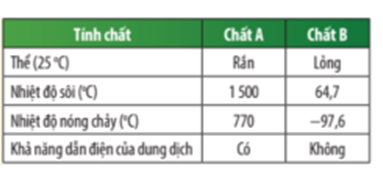 Tính chất Chất A Chất B
Thể (25 °C) Rắn Lỏng
Nhiệt độ sôi (°C) 1 500 64,7
Nhiệt độ nóng chảy (°C) 770 −97,6
Khả năng dẫn điện của dung dịch Có Không